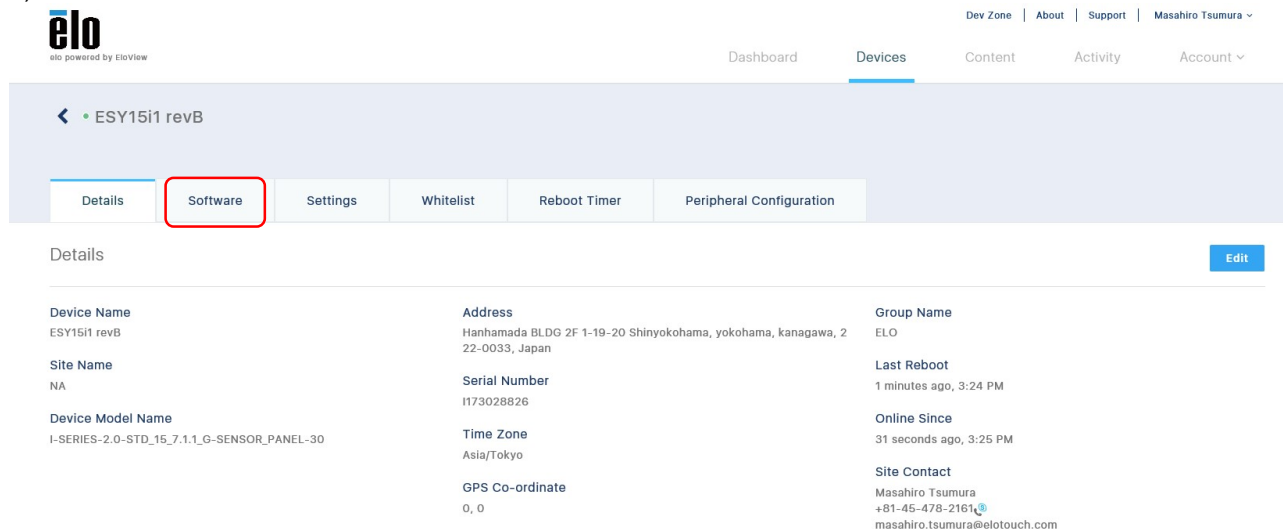 Dev Zone | About | Support | Masahiro Tsumura
elo
elo powered by EloView
Dashboard Devices Content Activity Account
ESY15i1 revB
Details Software Settings Whitelist Reboot Timer Peripheral Configuration
Details
Edit
Device Name
ESY15i1 revB
Site Name
NA
Device Model Name
I-SERIES-2.0-STD_15_7.1.1_G-SENSOR_PANEL-30
Address
Hanhamada BLDG 2F 1-19-20 Shinyokohama, yokohama, kanagawa, 2
22-0033, Japan
Serial Number
I173028826
Time Zone
Asia/Tokyo
GPS Co-ordinate
0, 0
Group Name
ELO
Last Reboot
1 minutes ago, 3:24 PM
Online Since
31 seconds ago, 3:25 PM
Site Contact
Masahiro Tsumura
+81-45-478-2161
masahiro.tsumura@elotouch.com